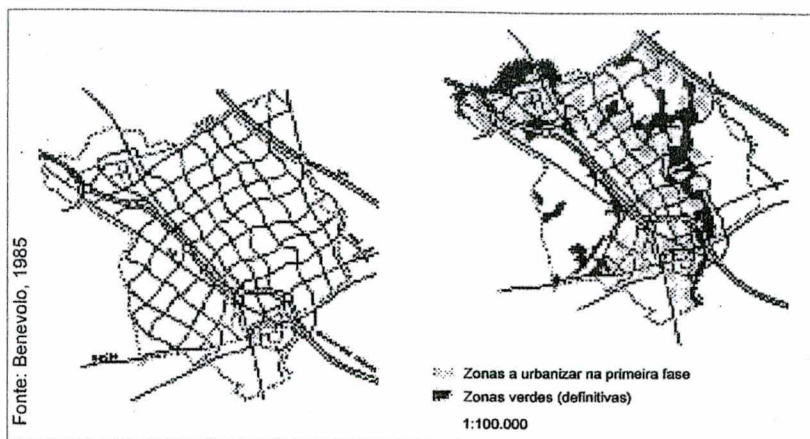 Fonte: Benevolo, 1985
Zonas a urbanizar na primeira fase
Zonas verdes (definitivas)
1:100.000